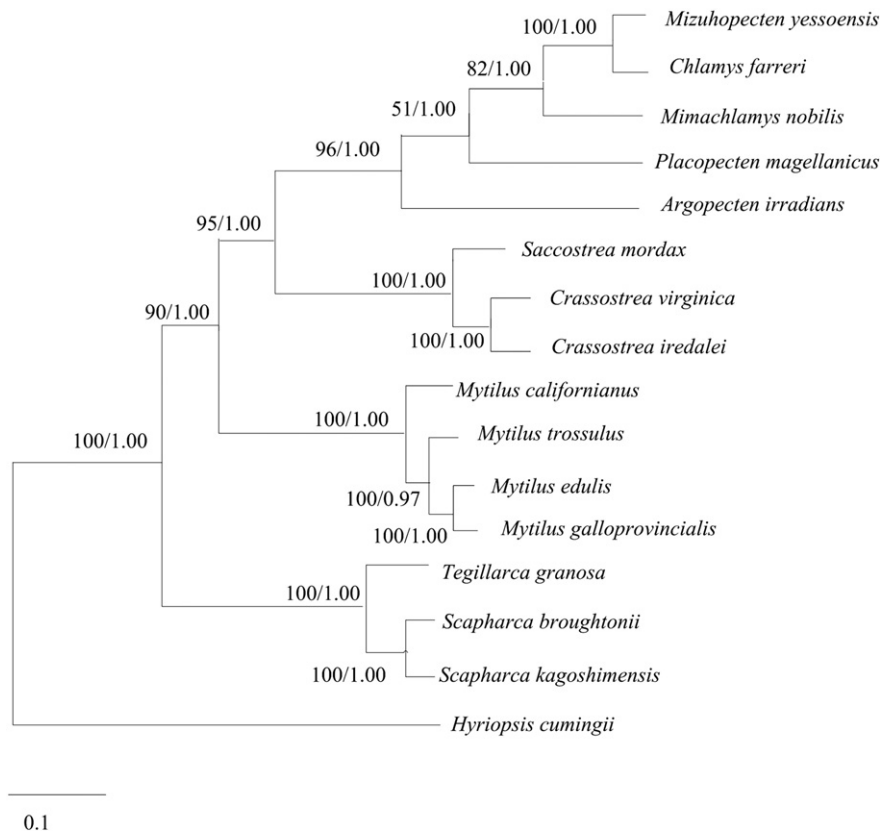 100/1.00
Mizuhopecten yessoensis
82/1.00
Chlamys farreri
51/1.00
Mimachlamys nobilis
96/1.00
Placopecten magellanicus
Argopecten irradians
95/1.00
Saccostrea mordax
100/1.00
Crassostrea virginica
90/1.00
100/1.00
Crassostrea iredalei
Mytilus californianus
100/1.00
Mytilus trossulus
100/1.00
Mytilus edulis
100/0.97
Mytilus galloprovincialis
100/1.00
Tegillarca granosa
100/1.00
Scapharca broughtonii
100/1.00
Scapharca kagoshimensis
Hyriopsis cumingii
0.1